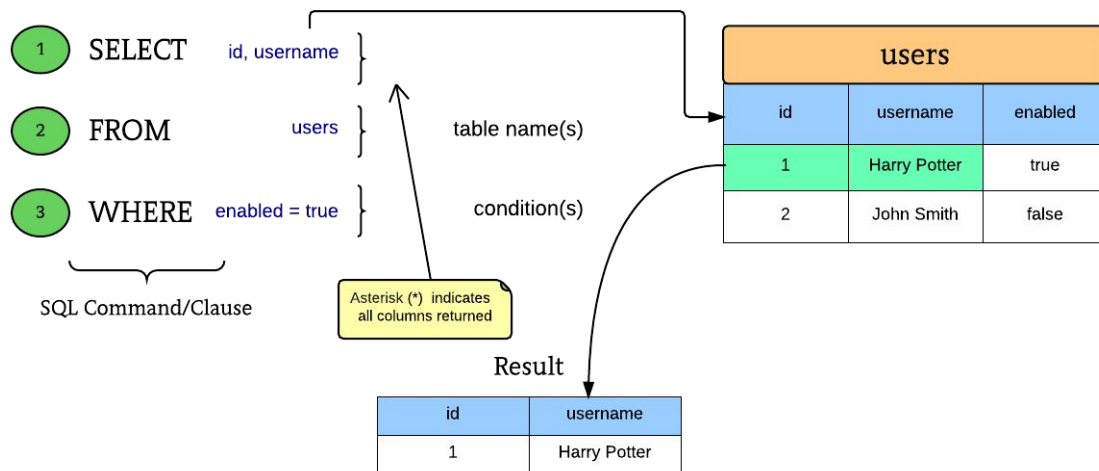 1 SELECT id, username
2 FROM users table name(s)
3 WHERE enabled = true condition(s)
SQL Command/Clause
Asterisk (*) indicates
all columns returned
users
id username enabled
1 Harry Potter true
2 John Smith false
Result
id username
1 Harry Potter